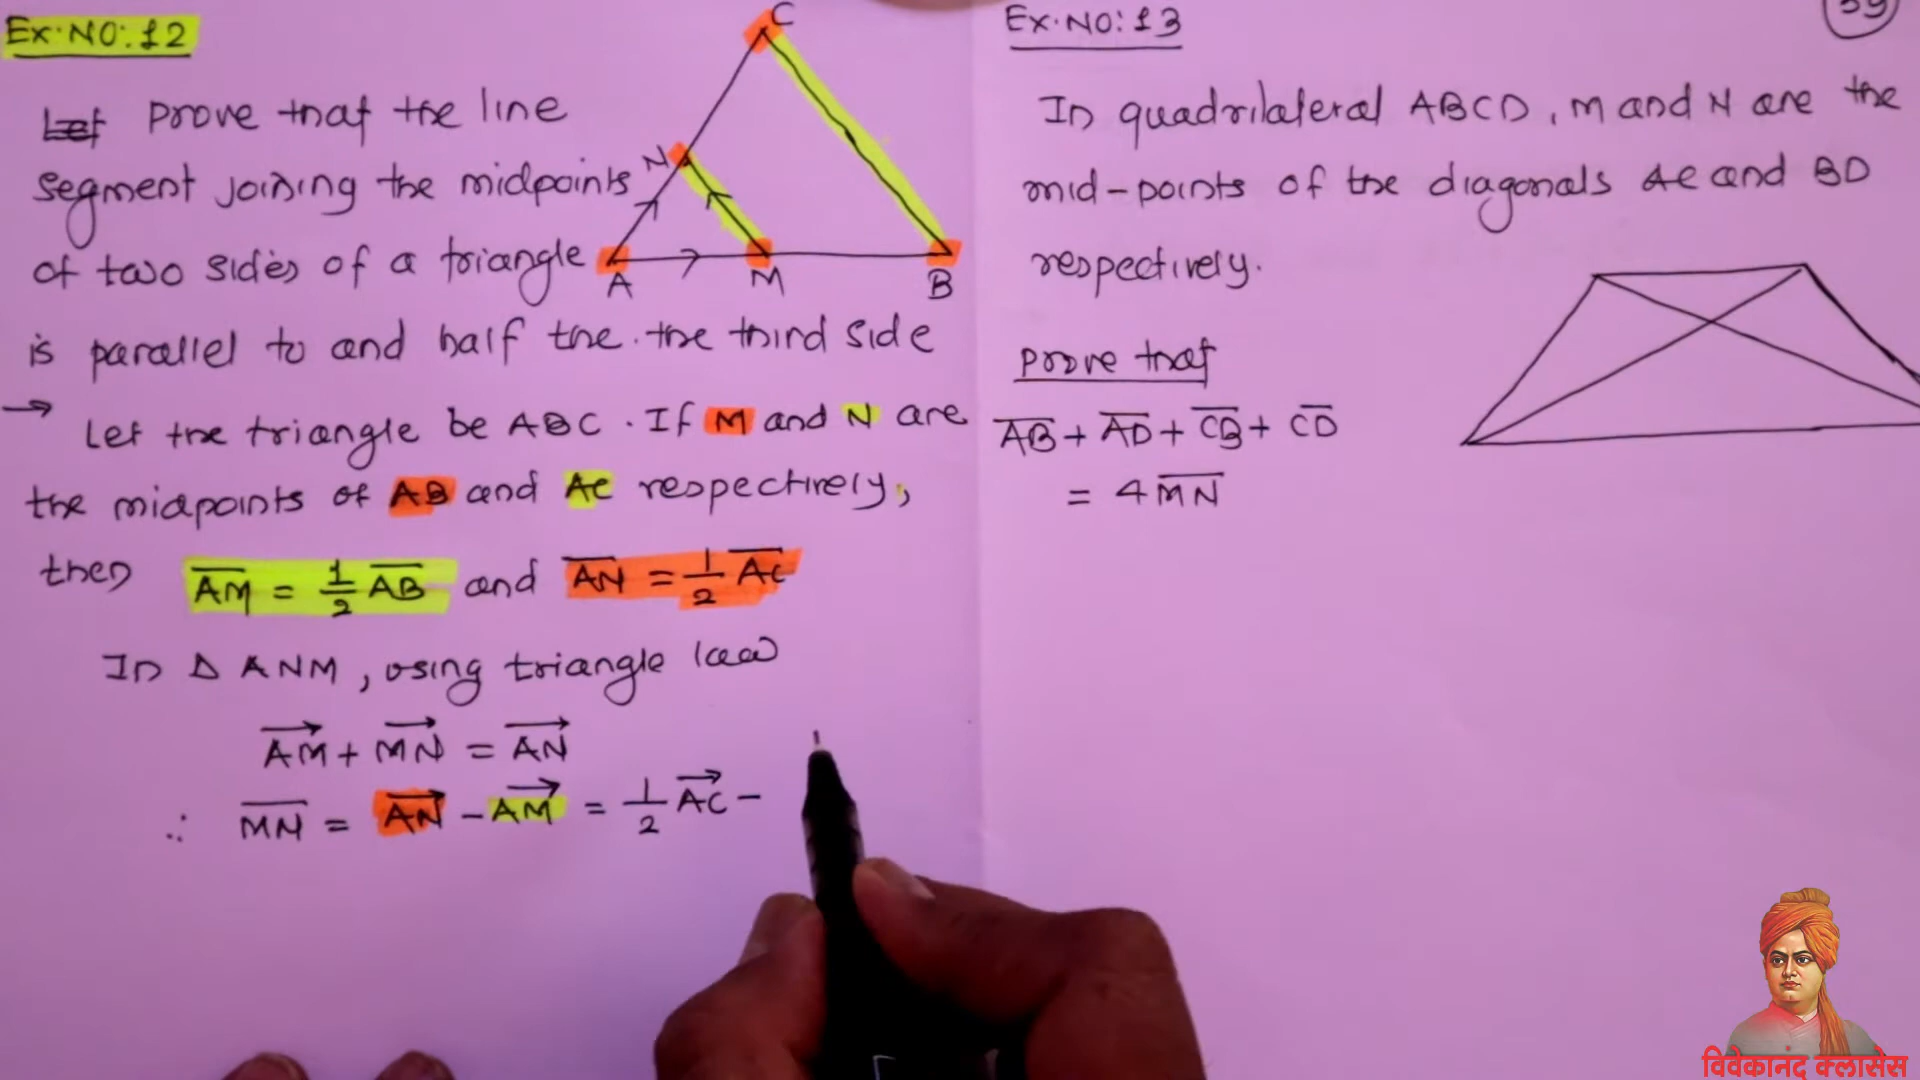 Ex.NO:12
Let Prove that the line
segment joining the midpoints
of two sides of a triangle
is parallel to and half the . the third side
→ Let the triangle be ABC . If M and N are
the midpoints of AB and AC respectively,
then AM = 1/2 AB and AN = 1/2 AC
In Δ ANM, using triangle law
AM + MN = AN
∴ MN = AN - AM = 1/2 AC -
C
N
A
M
B
Ex.NO:13
39
In quadrilateral ABCD, M and N are the
mid-points of the diagonals AC and BD
respectively.
Prove that
AB + AD + CB + CD
= 4 MN
विवेकानंद क्लासेस